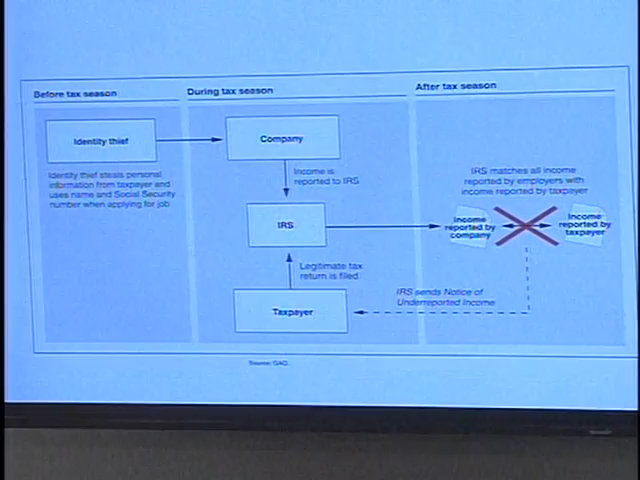 Before tax season
During tax season
After tax season
Identity thief
Company
Identity thief steals personal
information from taxpayer and
uses name and Social Security
number when applying for job
Income is
reported to IRS
IRS matches all income
reported by employers with
income reported by taxpayer
IRS
Income
reported by
company
Income
reported by
taxpayer
Legitimate tax
return is filed
Taxpayer
IRS sends Notice of
Underreported Income
Source: GAO.